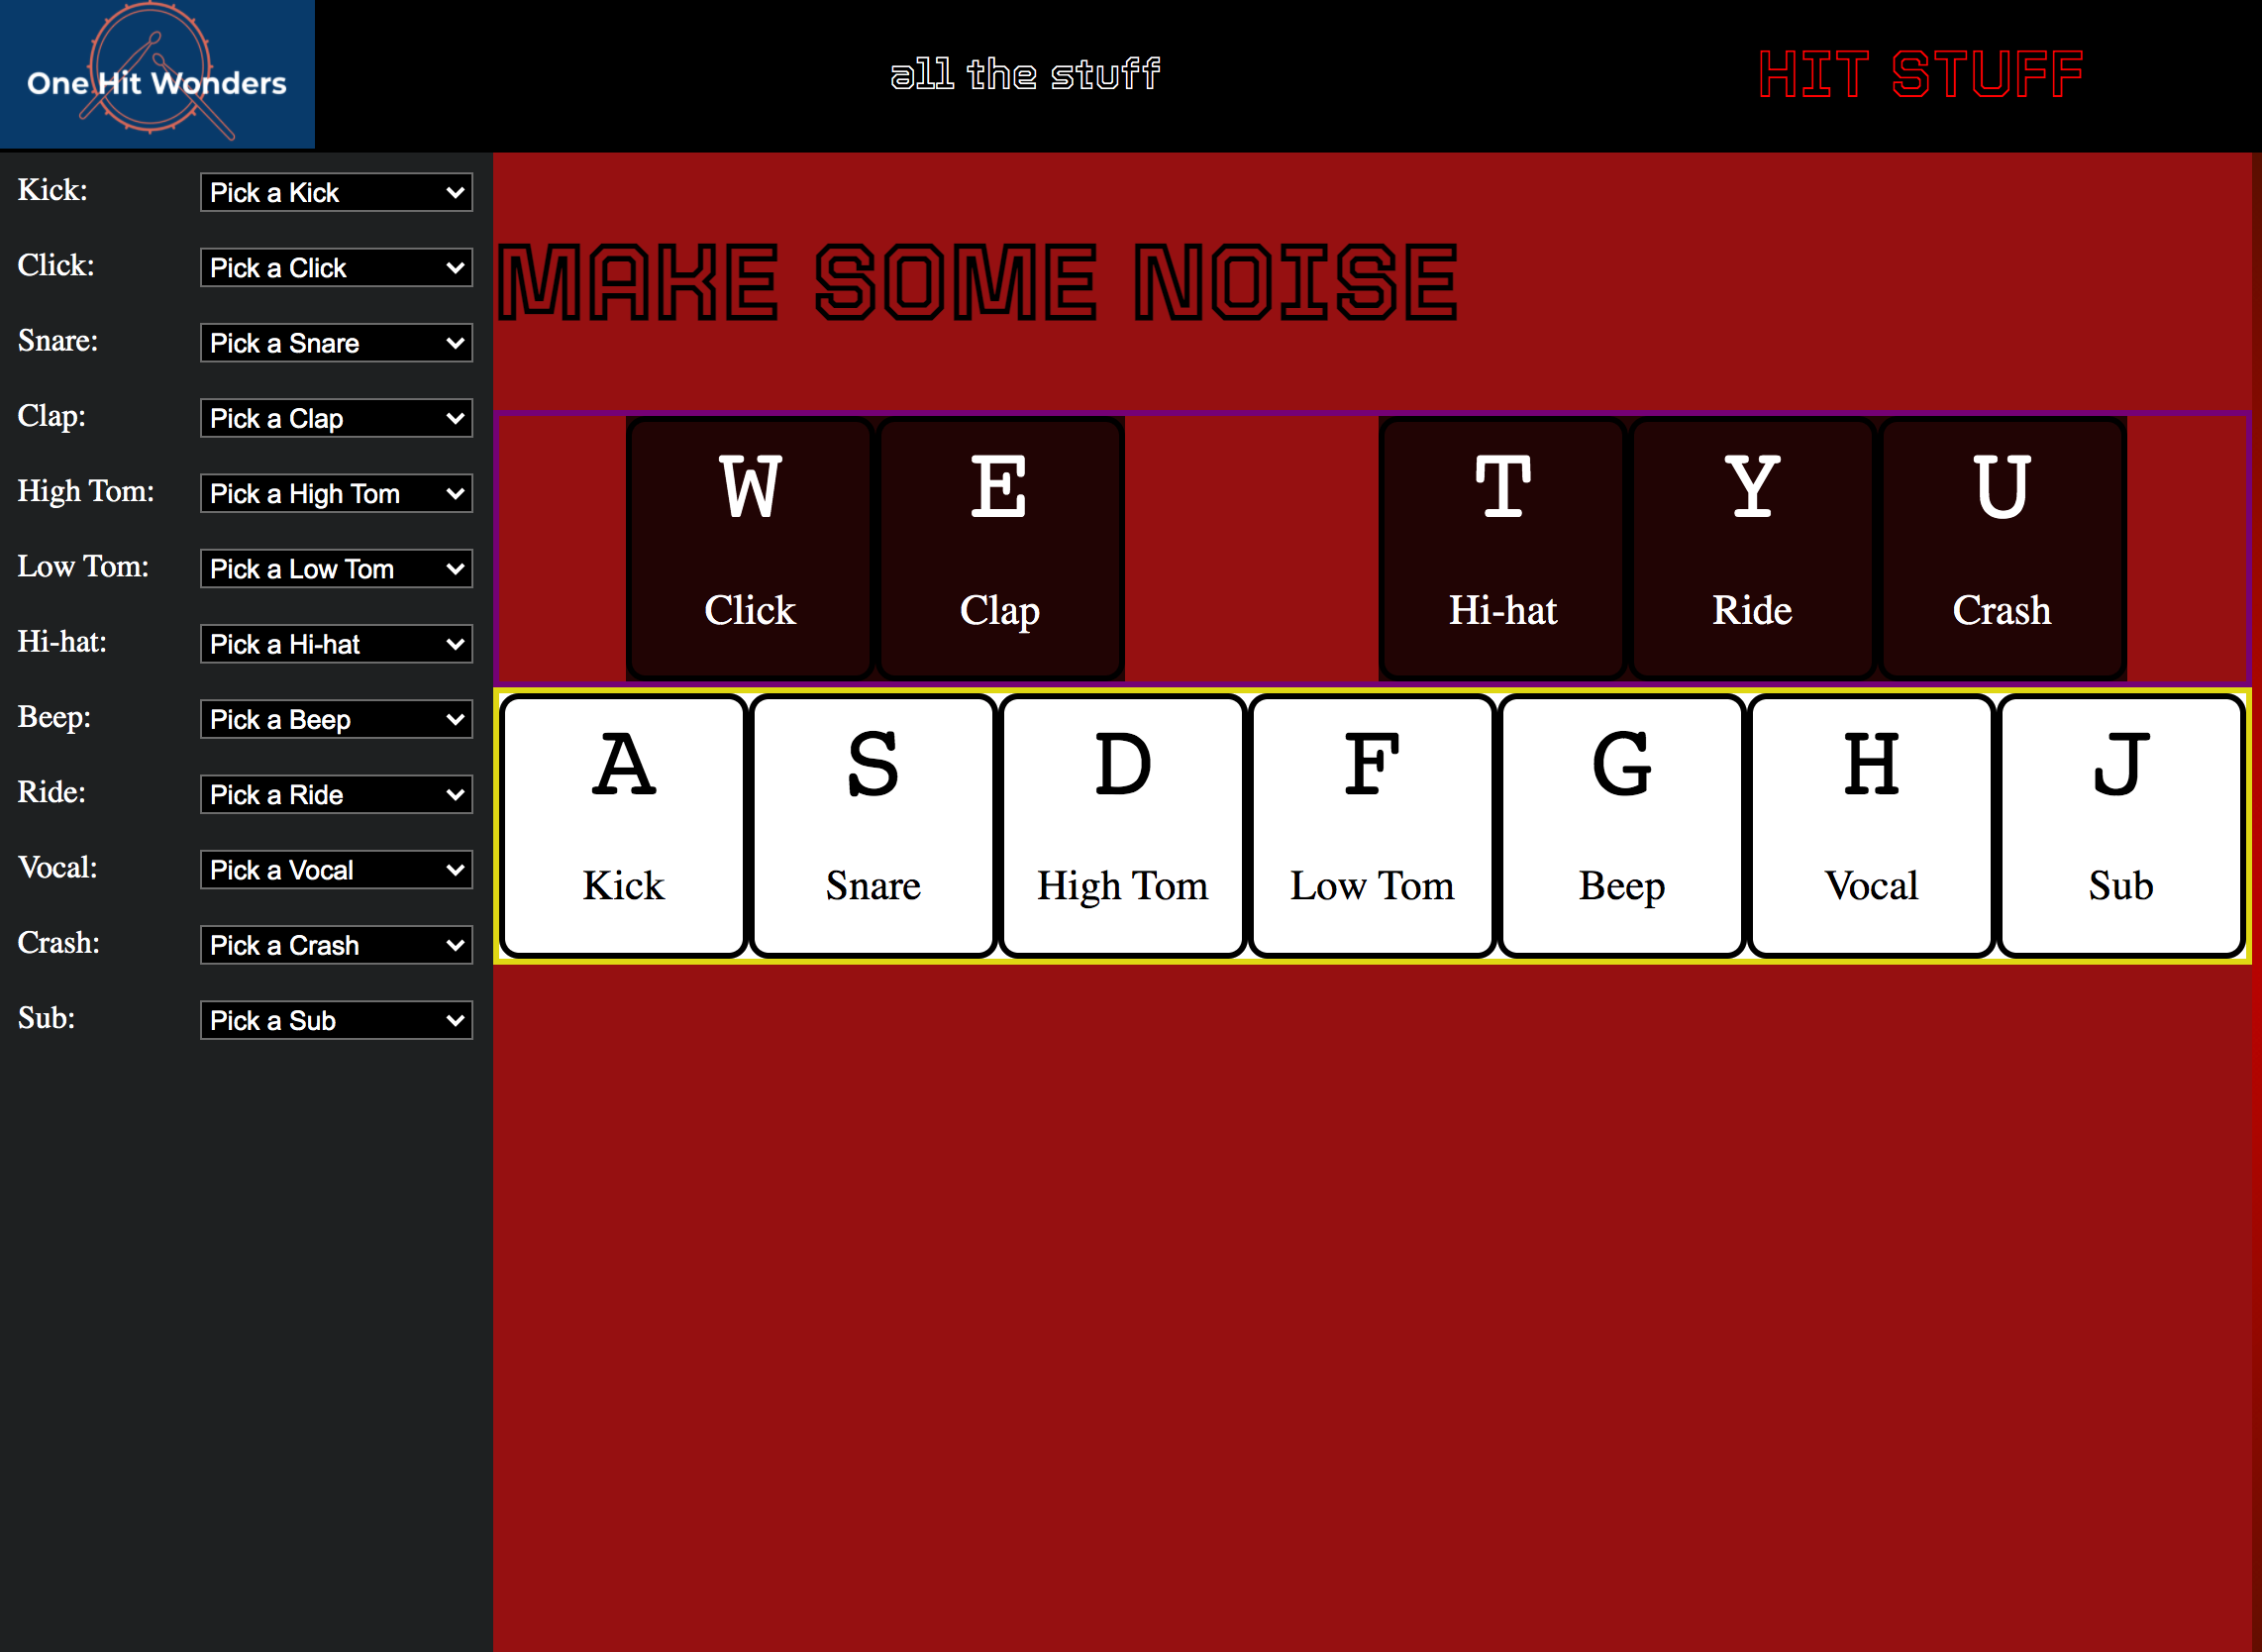 One Hit Wonders
all the stuff
HIT STUFF
Kick: Pick a Kick
Click: Pick a Click
Snare: Pick a Snare
Clap: Pick a Clap
High Tom: Pick a High Tom
Low Tom: Pick a Low Tom
Hi-hat: Pick a Hi-hat
Beep: Pick a Beep
Ride: Pick a Ride
Vocal: Pick a Vocal
Crash: Pick a Crash
Sub: Pick a Sub
MAKE SOME NOISE
W E T Y U
Click Clap Hi-hat Ride Crash
A S D F G H J
Kick Snare High Tom Low Tom Beep Vocal Sub